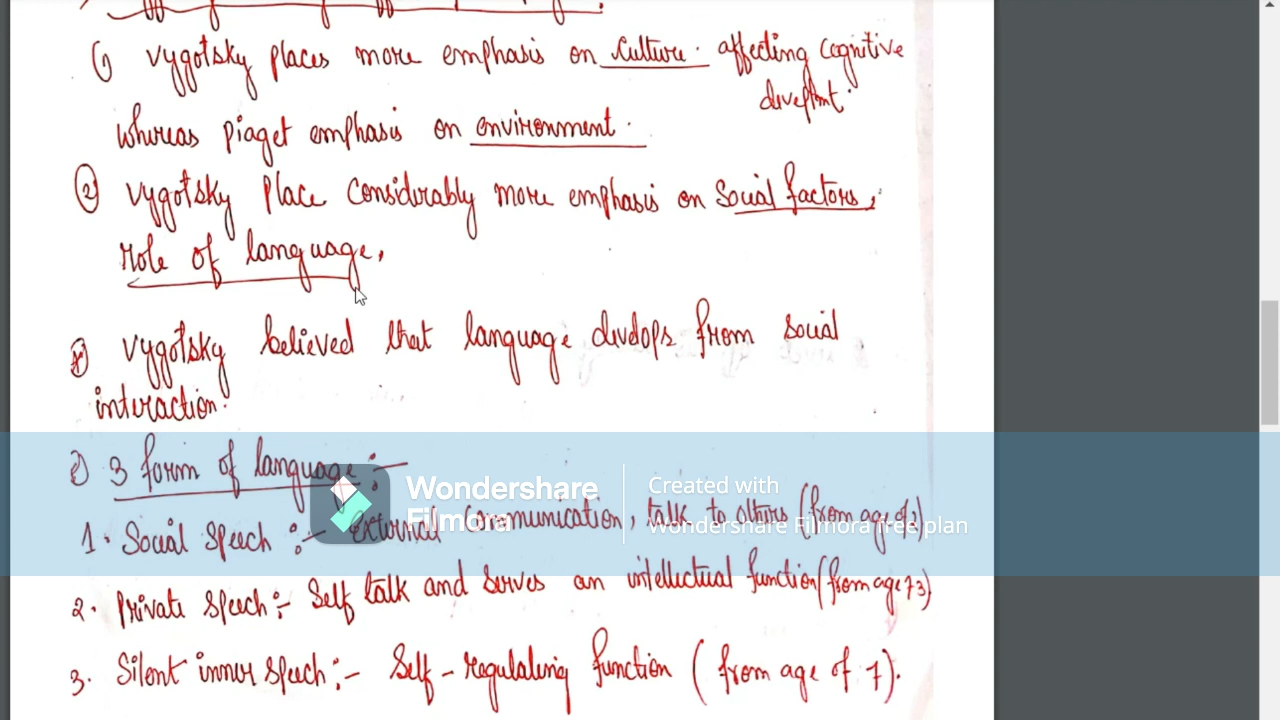 (1) Vygotsky places more emphasis on culture. affecting cognitive
whereas piaget emphasis on environment.
(2) Vygotsky place considerably more emphasis on social factors,
role of language,
Vygotsky believed that language divelops from social
interaction.
3 form of language :-
Wondershare
Filmora
Created with
Wondershare Filmora free plan
1. Social speech :- External communication, talk to others (from age of 2)
2. Private speech :- Self talk and serves an intellectual function (from age 3)
3. Silent inner speech :- Self-regulating function (from age of 7).